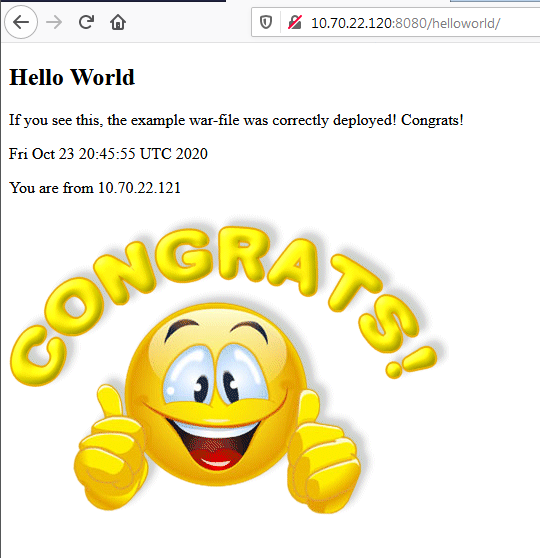 10.70.22.120:8080/helloworld/
Hello World
If you see this, the example war-file was correctly deployed! Congrats!
Fri Oct 23 20:45:55 UTC 2020
You are from 10.70.22.121
CONGRATS!